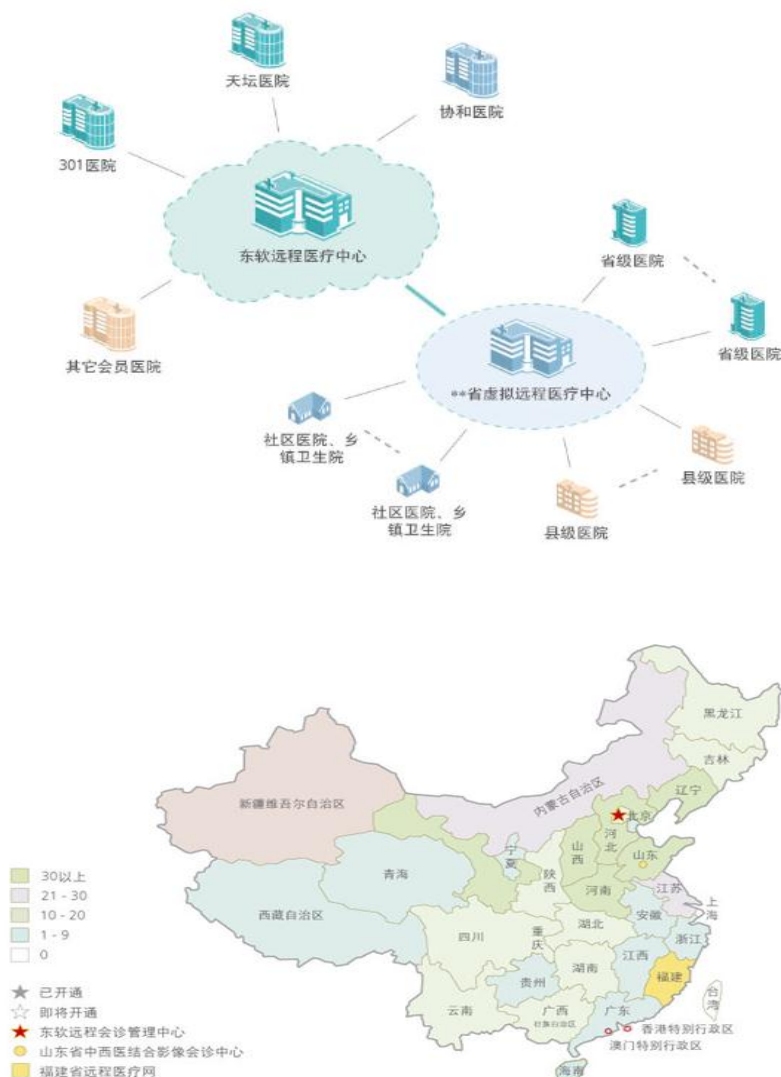 天坛医院
协和医院
301医院
东软远程医疗中心
省级医院
省级医院
其它会员医院
**省虚拟远程医疗中心
社区医院、乡
镇卫生院
县级医院
社区医院、乡
镇卫生院
县级医院
黑龙江
吉林
辽宁
内蒙古自治区
新疆维吾尔自治区
北京
河北
山西
山东
宁夏
青海
陕西
河南
江苏
上海
西藏自治区
安徽
湖北
四川
重庆
浙江
江西
湖南
贵州
福建
云南
广西
壮族自治区
广东
台湾
香港特别行政区
澳门特别行政区
海南
30以上
21 - 30
10 - 20
1 - 9
0
已开通
即将开通
东软远程会诊管理中心
山东省中西医结合影像会诊中心
福建省远程医疗网